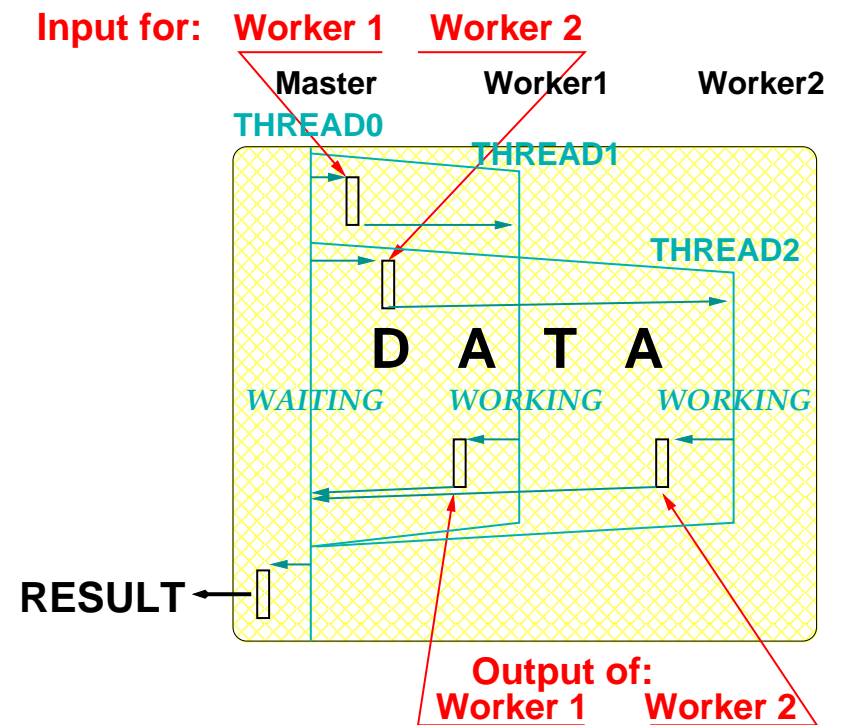 Input for: Worker 1 Worker 2
Master Worker1 Worker2
THREAD0
THREAD1
THREAD2
D A T A
WAITING WORKING WORKING
RESULT
Output of:
Worker 1 Worker 2